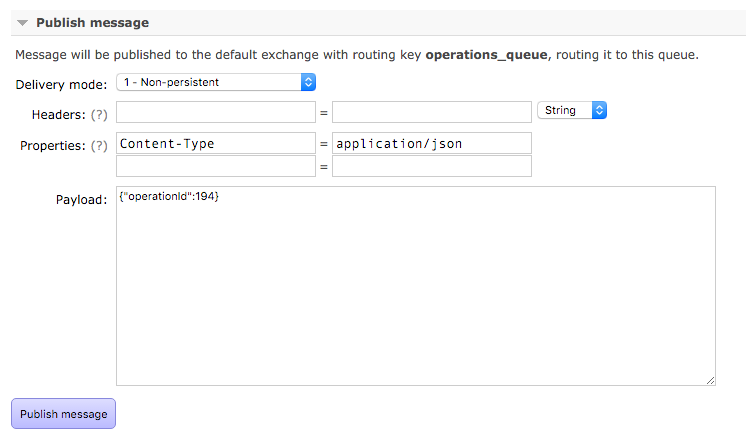 Publish message
Message will be published to the default exchange with routing key operations_queue, routing it to this queue.
Delivery mode: 1 - Non-persistent
Headers: (?) = String
Properties: (?) Content-Type = application/json
=
Payload: {"operationId":194}
Publish message